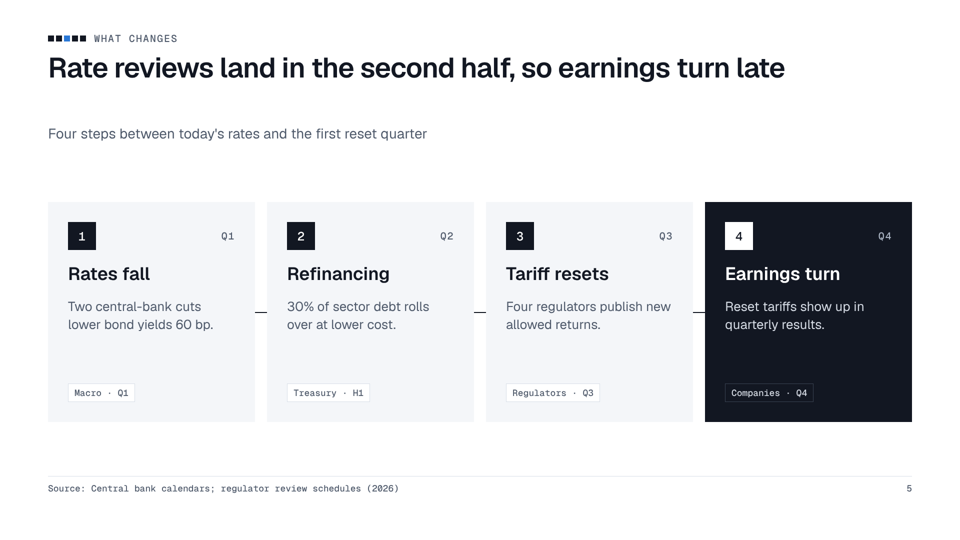 WHAT CHANGES
Rate reviews land in the second half, so earnings turn late
Four steps between today's rates and the first reset quarter
1
Q1
Rates fall
Two central-bank cuts
lower bond yields 60 bp.
Macro · Q1
2
Q2
Refinancing
30% of sector debt rolls
over at lower cost.
Treasury · H1
3
Q3
Tariff resets
Four regulators publish new
allowed returns.
Regulators · Q3
4
Q4
Earnings turn
Reset tariffs show up in
quarterly results.
Companies · Q4
Source: Central bank calendars; regulator review schedules (2026)
5